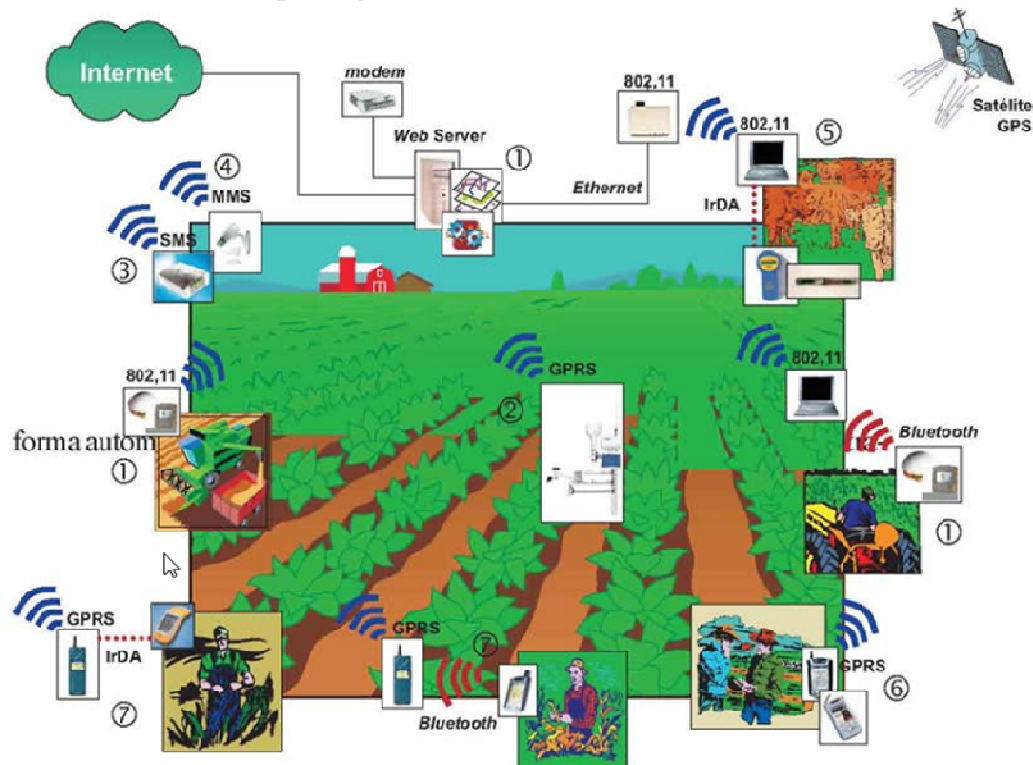 Internet
modem
802,11
Web Server
①
802,11
⑤
Satélite
GPS
④
MMS
Ethernet
IrDA
SMS
③
802,11
GPRS
802,11
②
forma autom
①
Bluetooth
①
GPRS
IrDA
⑦
GPRS
⑦
Bluetooth
GPRS
⑥